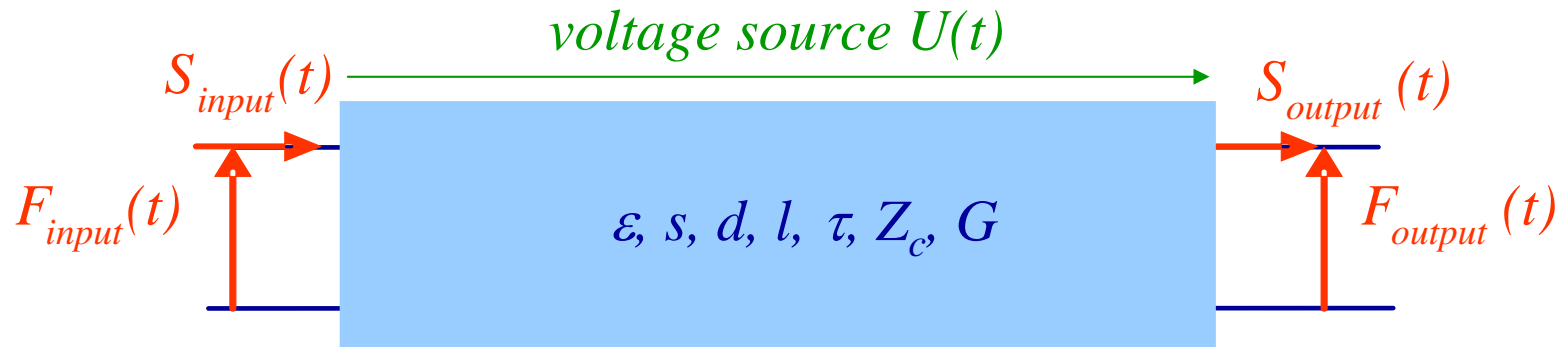 voltage source U(t)
S_input(t)
S_output (t)
F_input(t)
ε, s, d, l, τ, Z_c, G
F_output (t)